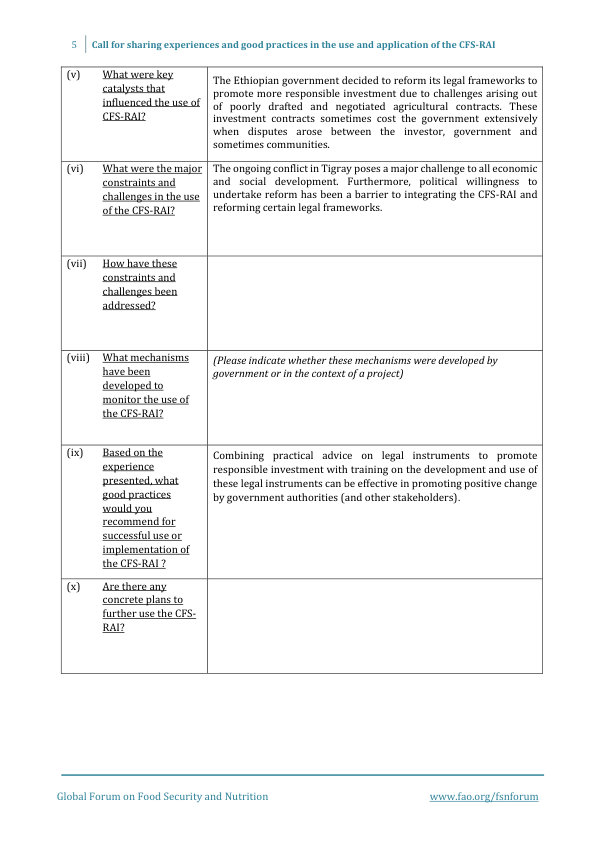 5 Call for sharing experiences and good practices in the use and application of the CFS-RAI
(v) What were key
catalysts that
influenced the use of
CFS-RAI?
The Ethiopian government decided to reform its legal frameworks to
promote more responsible investment due to challenges arising out
of poorly drafted and negotiated agricultural contracts. These
investment contracts sometimes cost the government extensively
when disputes arose between the investor, government and
sometimes communities.
(vi) What were the major
constraints and
challenges in the use
of the CFS-RAI?
The ongoing conflict in Tigray poses a major challenge to all economic
and social development. Furthermore, political willingness to
undertake reform has been a barrier to integrating the CFS-RAI and
reforming certain legal frameworks.
(vii) How have these
constraints and
challenges been
addressed?
(viii) What mechanisms
have been
developed to
monitor the use of
the CFS-RAI?
(Please indicate whether these mechanisms were developed by
government or in the context of a project)
(ix) Based on the
experience
presented, what
good practices
would you
recommend for
successful use or
implementation of
the CFS-RAI ?
Combining practical advice on legal instruments to promote
responsible investment with training on the development and use of
these legal instruments can be effective in promoting positive change
by government authorities (and other stakeholders).
(x) Are there any
concrete plans to
further use the CFS-
RAI?
Global Forum on Food Security and Nutrition
www.fao.org/fsnforum